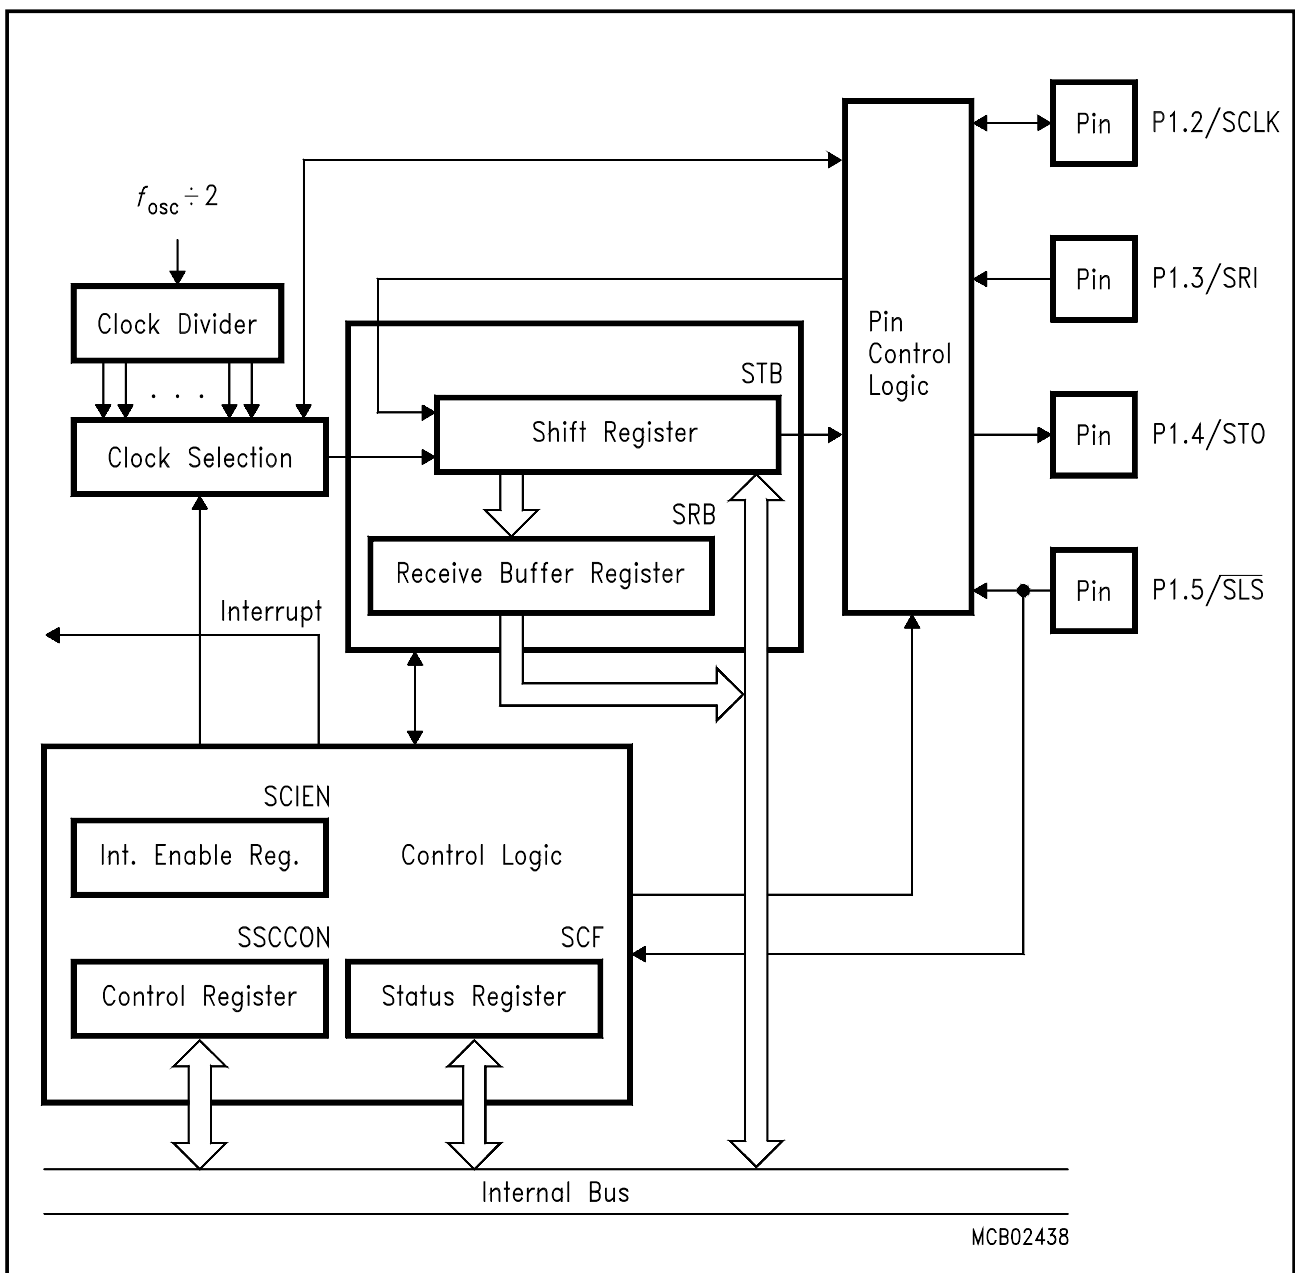 Pin P1.2/SCLK
fosc÷2
Pin P1.3/SRI
Clock Divider
Pin
Control
Logic
STB
. . .
Shift Register
Pin P1.4/STO
Clock Selection
SRB
Receive Buffer Register
Pin P1.5/S̅L̅S̅
Interrupt
SCIEN
Int. Enable Reg.
Control Logic
SSCCON
SCF
Control Register
Status Register
Internal Bus
MCB02438